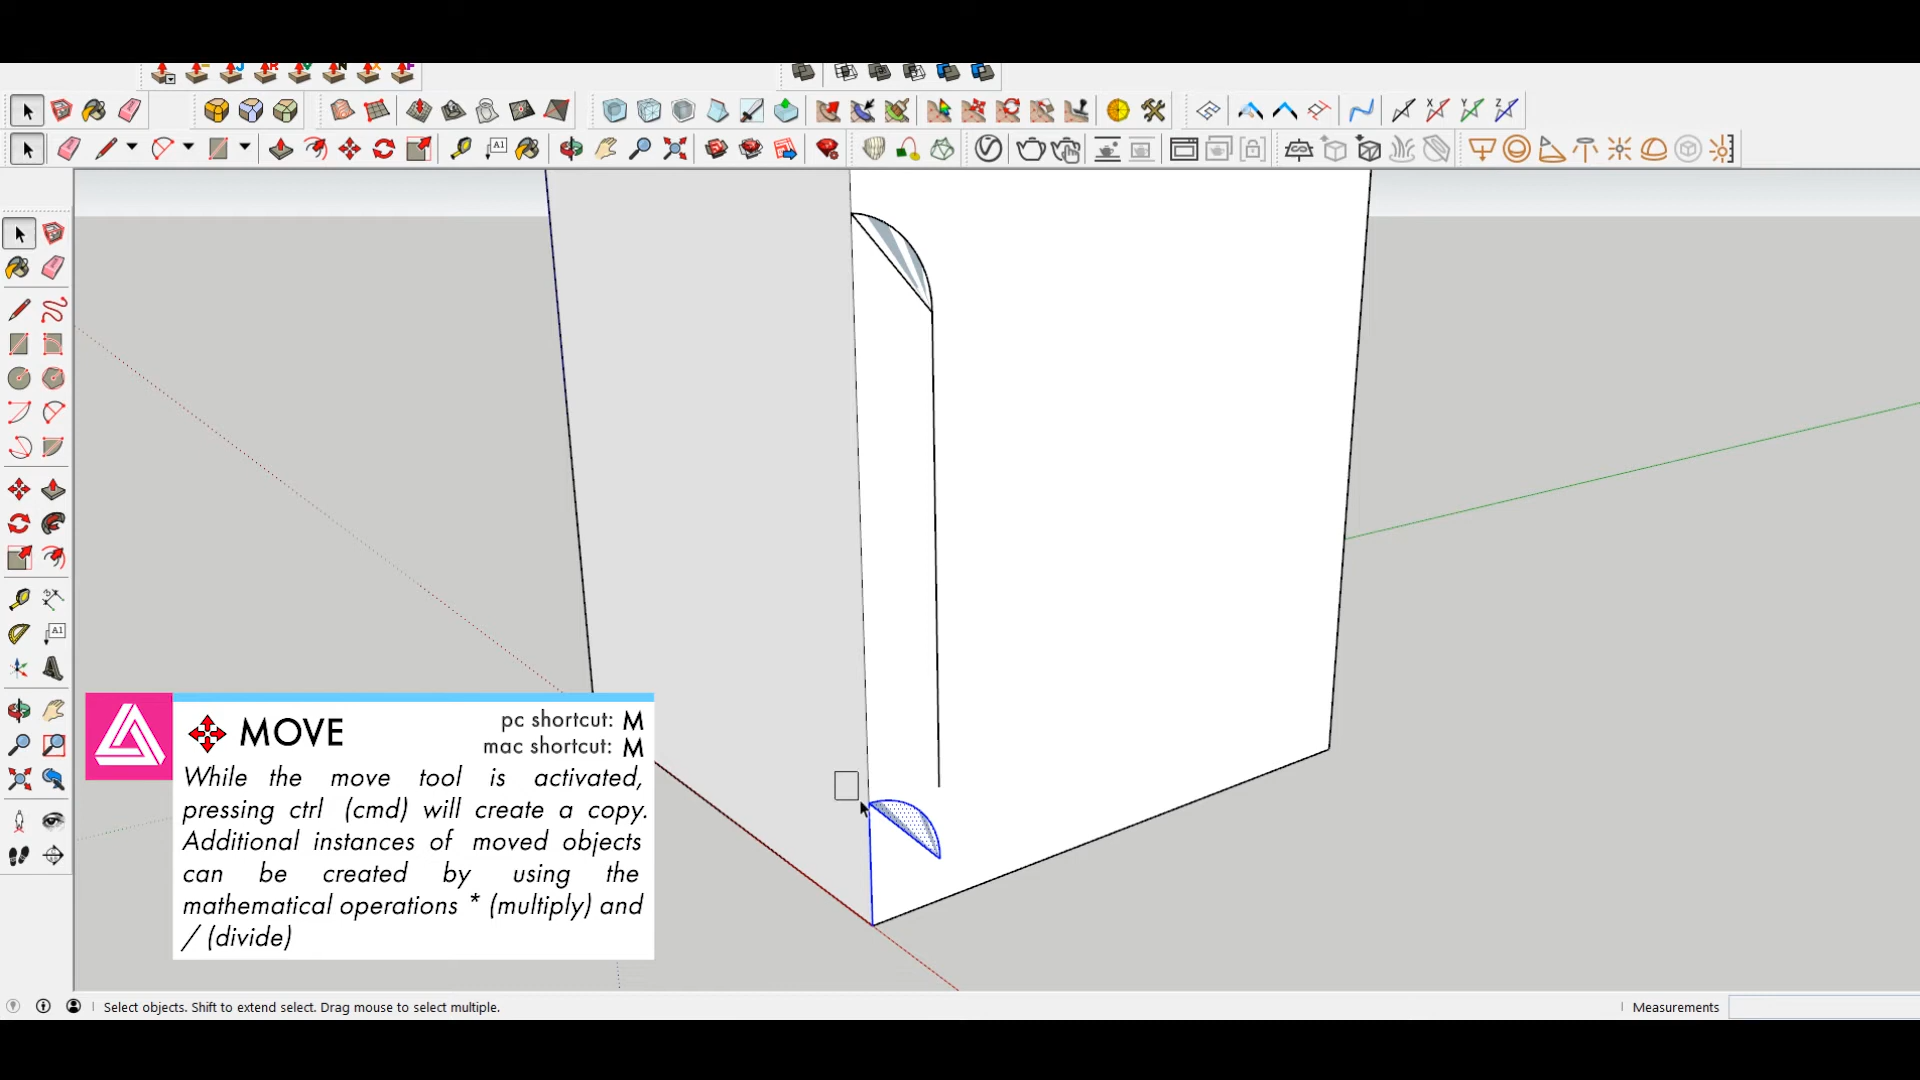 MOVE
pc shortcut: M
mac shortcut: M
While the move tool is activated,
pressing ctrl (cmd) will create a copy.
Additional instances of moved objects
can be created by using the
mathematical operations * (multiply) and
/ (divide)
Select objects. Shift to extend select. Drag mouse to select multiple.
Measurements